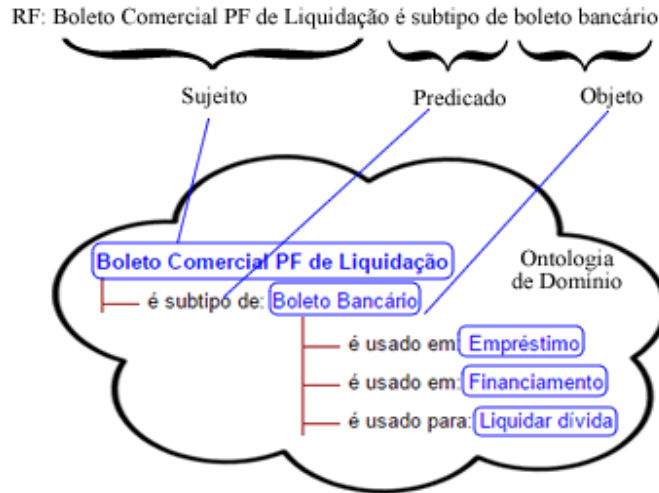 RF: Boleto Comercial PF de Liquidação é subtipo de boleto bancário
Sujeito Predicado Objeto
Boleto Comercial PF de Liquidação
Ontologia
de Domínio
é subtipo de: Boleto Bancário
é usado em: Empréstimo
é usado em: Financiamento
é usado para: Liquidar dívida